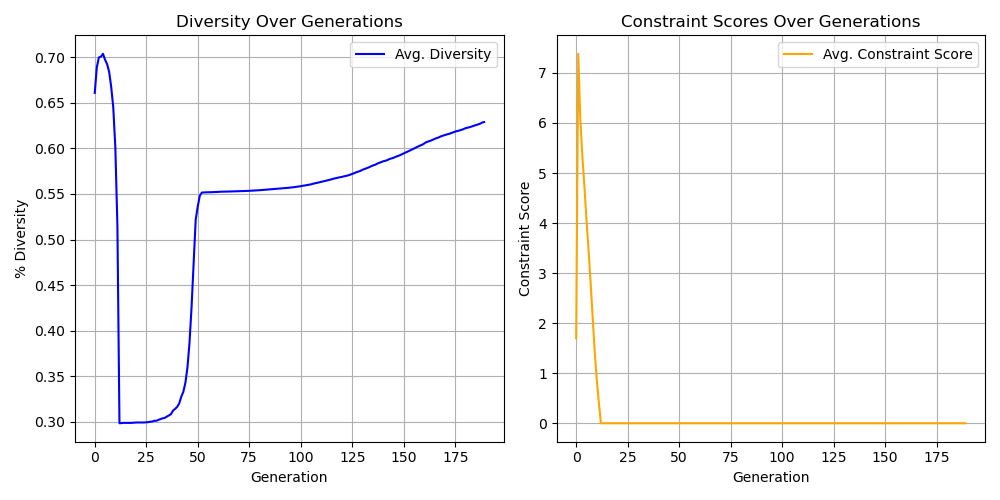 Diversity Over Generations
Avg. Diversity
% Diversity
0.70
0.65
0.60
0.55
0.50
0.45
0.40
0.35
0.30
0 25 50 75 100 125 150 175
Generation
Constraint Scores Over Generations
Avg. Constraint Score
Constraint Score
7
6
5
4
3
2
1
0
0 25 50 75 100 125 150 175
Generation